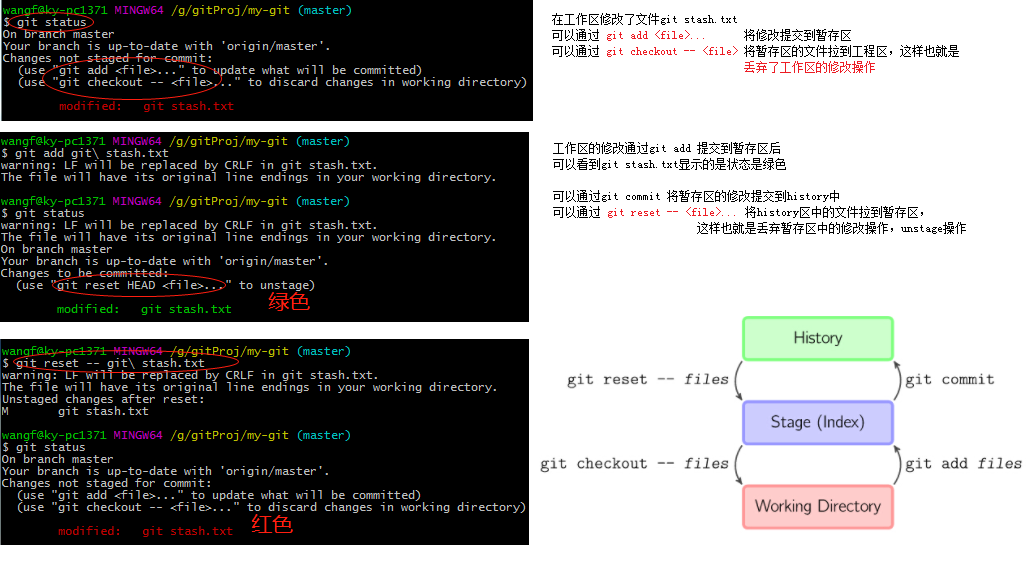 wangf@ky-pc1371 MINGW64 /g/gitProj/my-git (master)
$ git status
On branch master
Your branch is up-to-date with 'origin/master'.
Changes not staged for commit:
(use "git add <file>..." to update what will be committed)
(use "git checkout -- <file>..." to discard changes in working directory)
modified: git stash.txt
在工作区修改了文件git stash.txt
可以通过 git add <file>... 将修改提交到暂存区
可以通过 git checkout -- <file> 将暂存区的文件拉到工程区，这样也就是
丢弃了工作区的修改操作
wangf@ky-pc1371 MINGW64 /g/gitProj/my-git (master)
$ git add git\ stash.txt
warning: LF will be replaced by CRLF in git stash.txt.
The file will have its original line endings in your working directory.
wangf@ky-pc1371 MINGW64 /g/gitProj/my-git (master)
$ git status
warning: LF will be replaced by CRLF in git stash.txt.
The file will have its original line endings in your working directory.
On branch master
Your branch is up-to-date with 'origin/master'.
Changes to be committed:
(use "git reset HEAD <file>..." to unstage)
绿色
modified: git stash.txt
工作区的修改通过git add 提交到暂存区后
可以看到git stash.txt显示的是状态是绿色
可以通过git commit 将暂存区的修改提交到history中
可以通过 git reset -- <file>... 将history区中的文件拉到暂存区，
这样也就是丢弃暂存区中的修改操作，unstage操作
wangf@ky-pc1371 MINGW64 /g/gitProj/my-git (master)
$ git reset -- git\ stash.txt
warning: LF will be replaced by CRLF in git stash.txt.
The file will have its original line endings in your working directory.
Unstaged changes after reset:
M git stash.txt
wangf@ky-pc1371 MINGW64 /g/gitProj/my-git (master)
$ git status
On branch master
Your branch is up-to-date with 'origin/master'.
Changes not staged for commit:
(use "git add <file>..." to update what will be committed)
(use "git checkout -- <file>..." to discard changes in working directory)
红色
modified: git stash.txt
History
git reset -- files
git commit
Stage (Index)
git checkout -- files
git add files
Working Directory